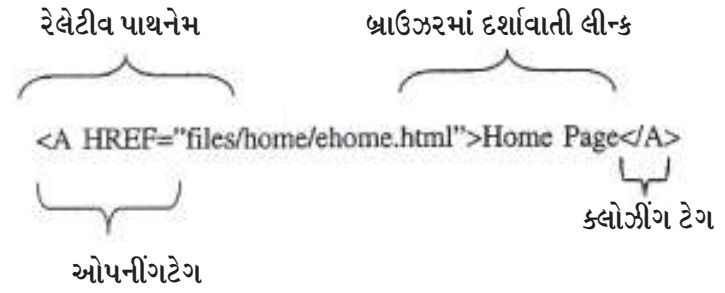 રેલેટીવ પાથનેમ બ્રાઉઝરમાં દર્શાવાતી લીન્ક
<A HREF="files/home/ehome.html">Home Page</A>
ક્લોઝીંગ ટેગ
ઓપનીંગટેગ